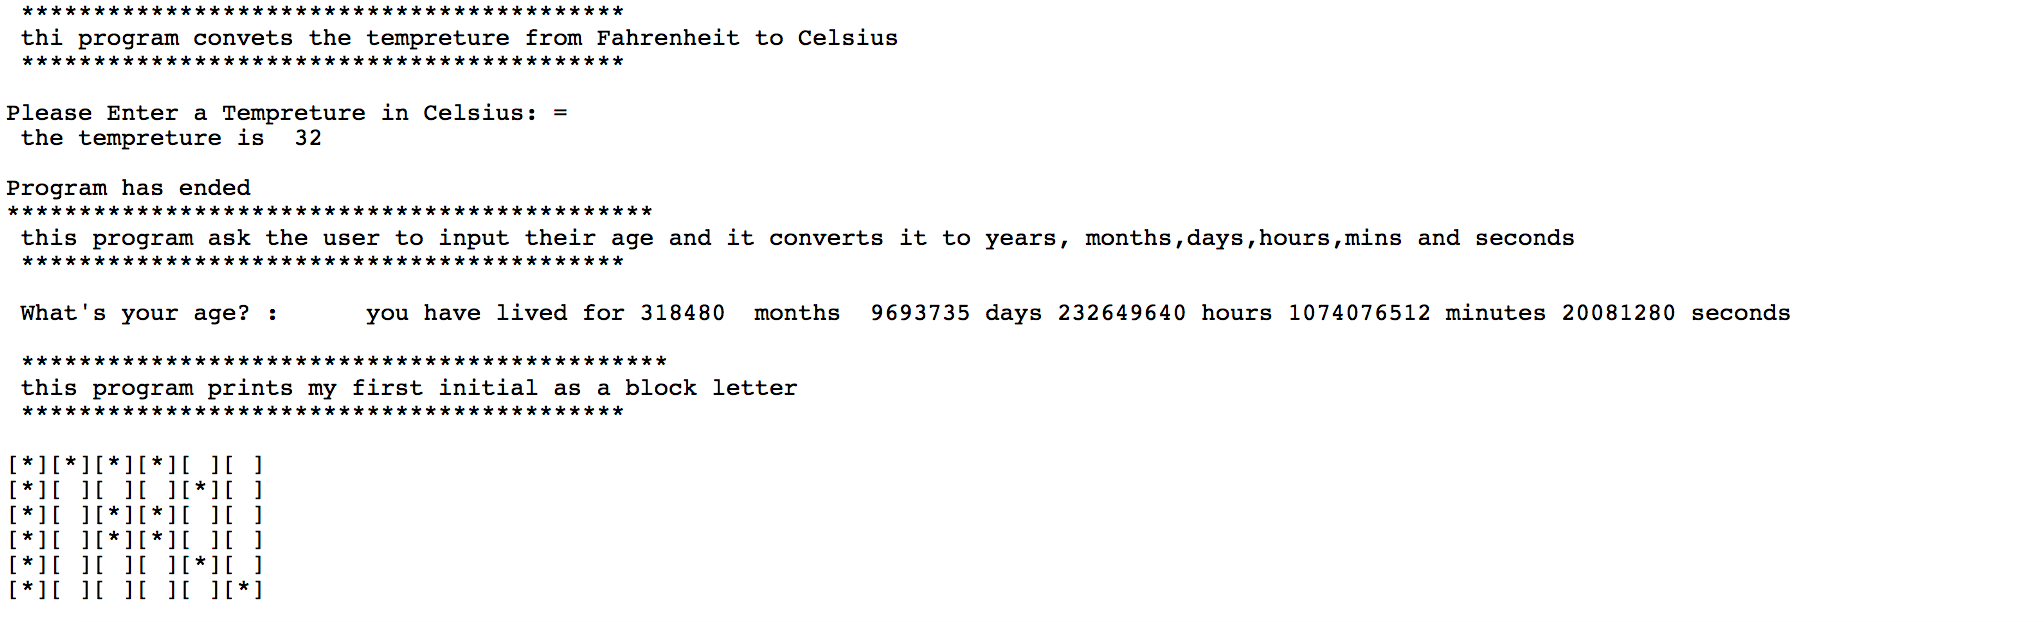 ******************************************
thi program convets the tempreture from Fahrenheit to Celsius
******************************************
Please Enter a Tempreture in Celsius: =
the tempreture is  32
Program has ended
*********************************************
this program ask the user to input their age and it converts it to years, months,days,hours,mins and seconds
******************************************
What's your age? :      you have lived for 318480  months  9693735 days 232649640 hours 1074076512 minutes 20081280 seconds
*********************************************
this program prints my first initial as a block letter
******************************************
[*][*][*][*][ ][ ]
[*][ ][ ][ ][*][ ]
[*][ ][*][*][ ][ ]
[*][ ][*][*][ ][ ]
[*][ ][ ][ ][*][ ]
[*][ ][ ][ ][ ][*]